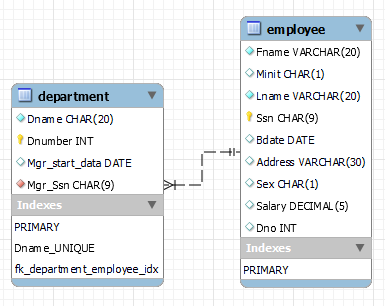 department
Dname CHAR(20)
Dnumber INT
Mgr_start_data DATE
Mgr_Ssn CHAR(9)
Indexes
PRIMARY
Dname_UNIQUE
fk_department_employee_idx
employee
Fname VARCHAR(20)
Minit CHAR(1)
Lname VARCHAR(20)
Ssn CHAR(9)
Bdate DATE
Address VARCHAR(30)
Sex CHAR(1)
Salary DECIMAL(5)
Dno INT
Indexes
PRIMARY